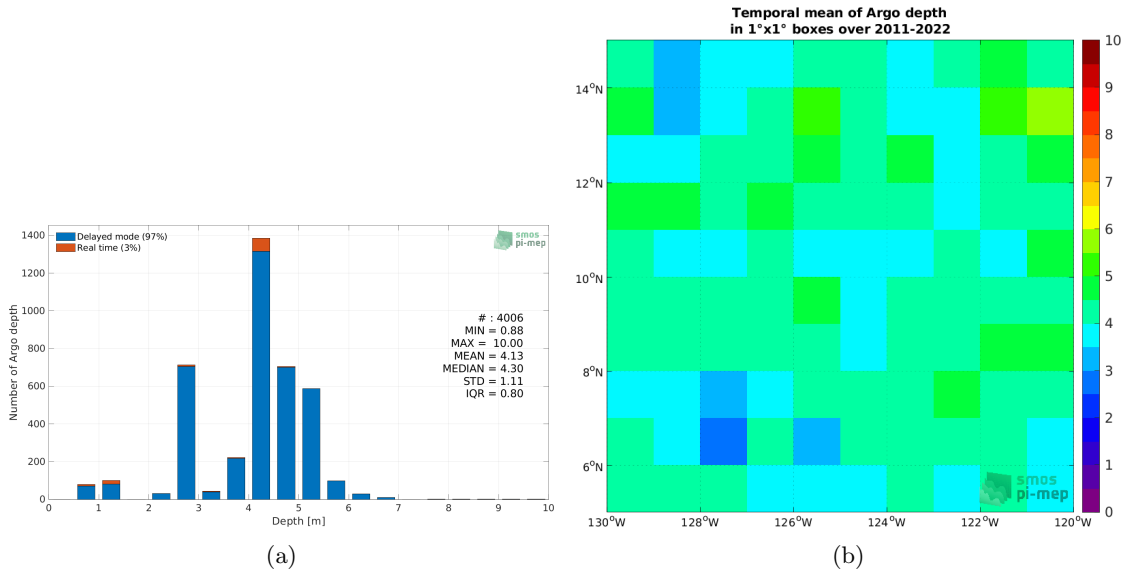 Delayed mode (97%)
Real time (3%)
smos
pi-mep
1400
1200
1000
800
600
400
200
0
Number of Argo depth
# : 4006
MIN = 0.88
MAX = 10.00
MEAN = 4.13
MEDIAN = 4.30
STD = 1.11
IQR = 0.80
0 1 2 3 4 5 6 7 8 9 10
Depth [m]
(a)
Temporal mean of Argo depth
in 1°x1° boxes over 2011-2022
14°N
12°N
10°N
8°N
6°N
130°W 128°W 126°W 124°W 122°W 120°W
smos
pi-mep
10
9
8
7
6
5
4
3
2
1
0
(b)